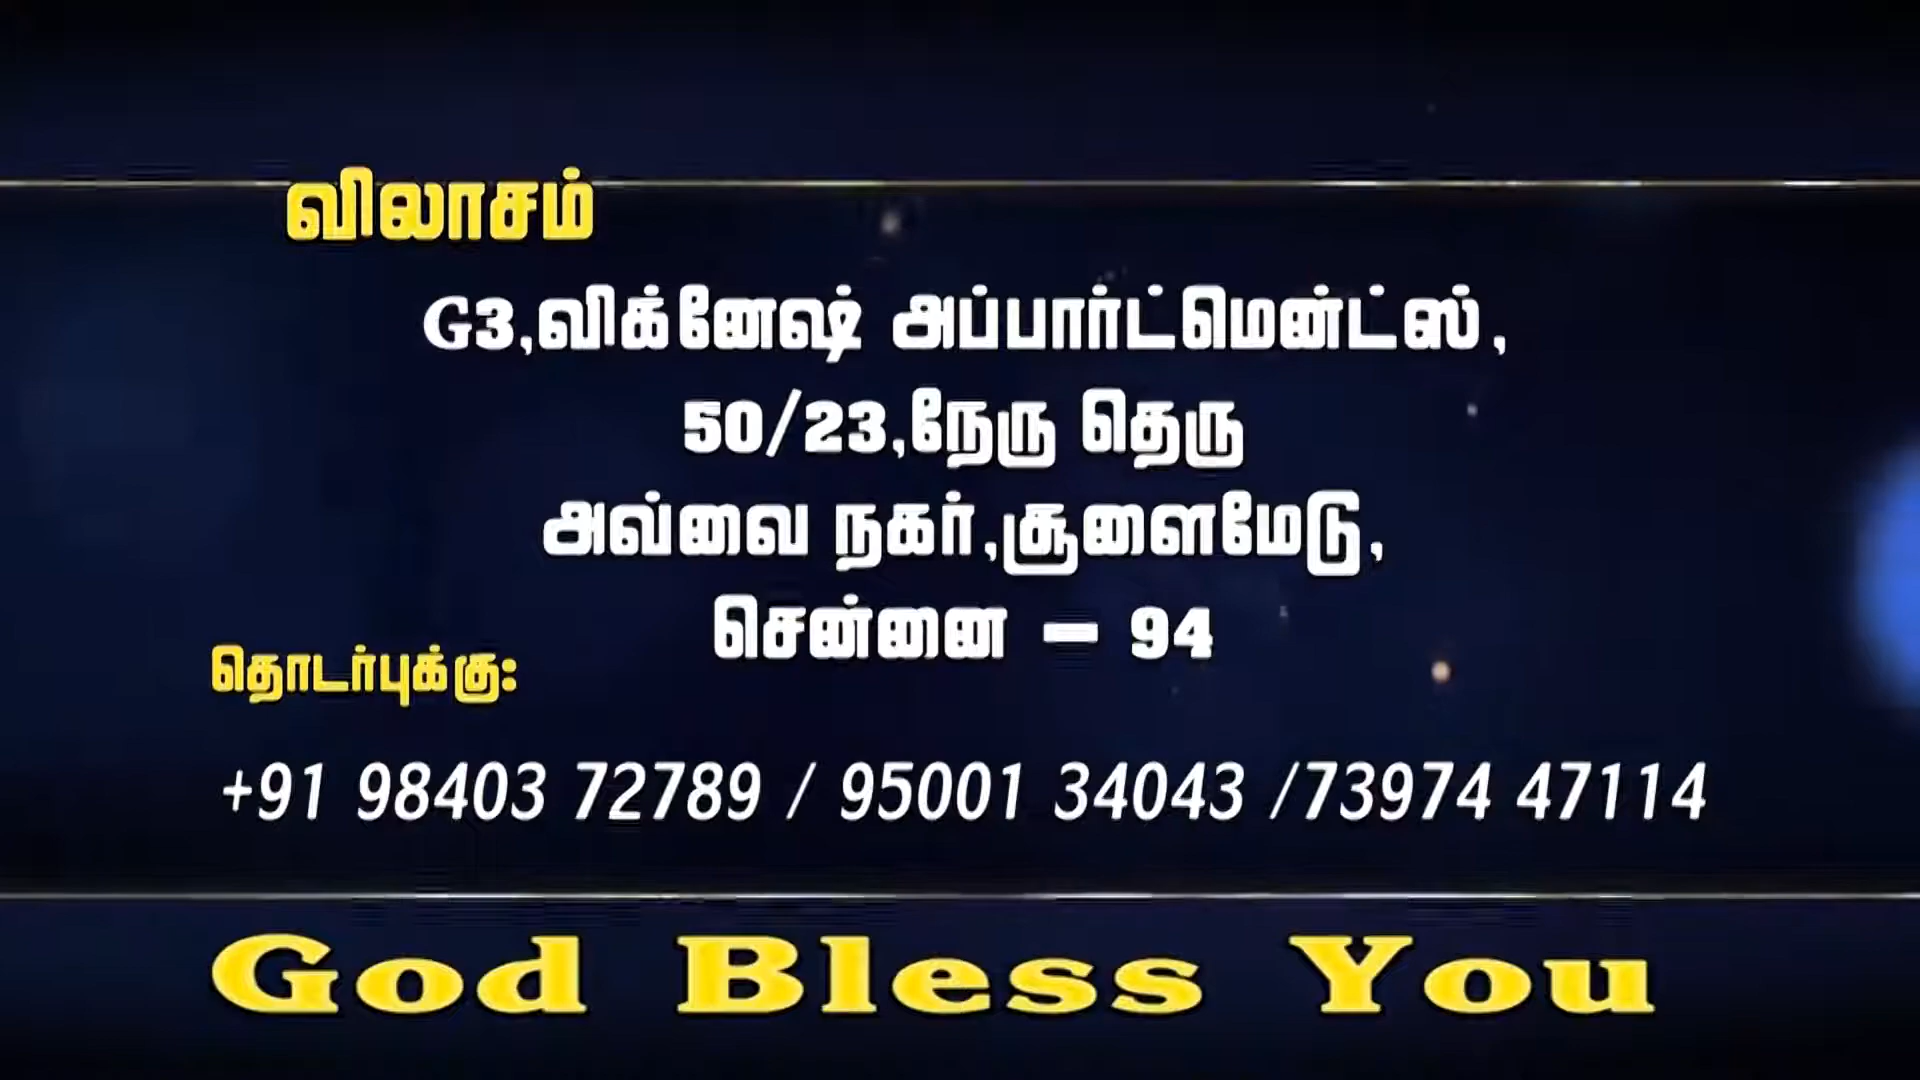 விலாசம்
G3,விக்னேஷ் அப்பார்ட்மென்ட்ஸ்,
50/23,நேரு தெரு
அவ்வை நகர்,சூளைமேடு,
சென்னை - 94
தொடர்புக்கு:
+91 98403 72789 / 95001 34043 /73974 47114
God Bless You